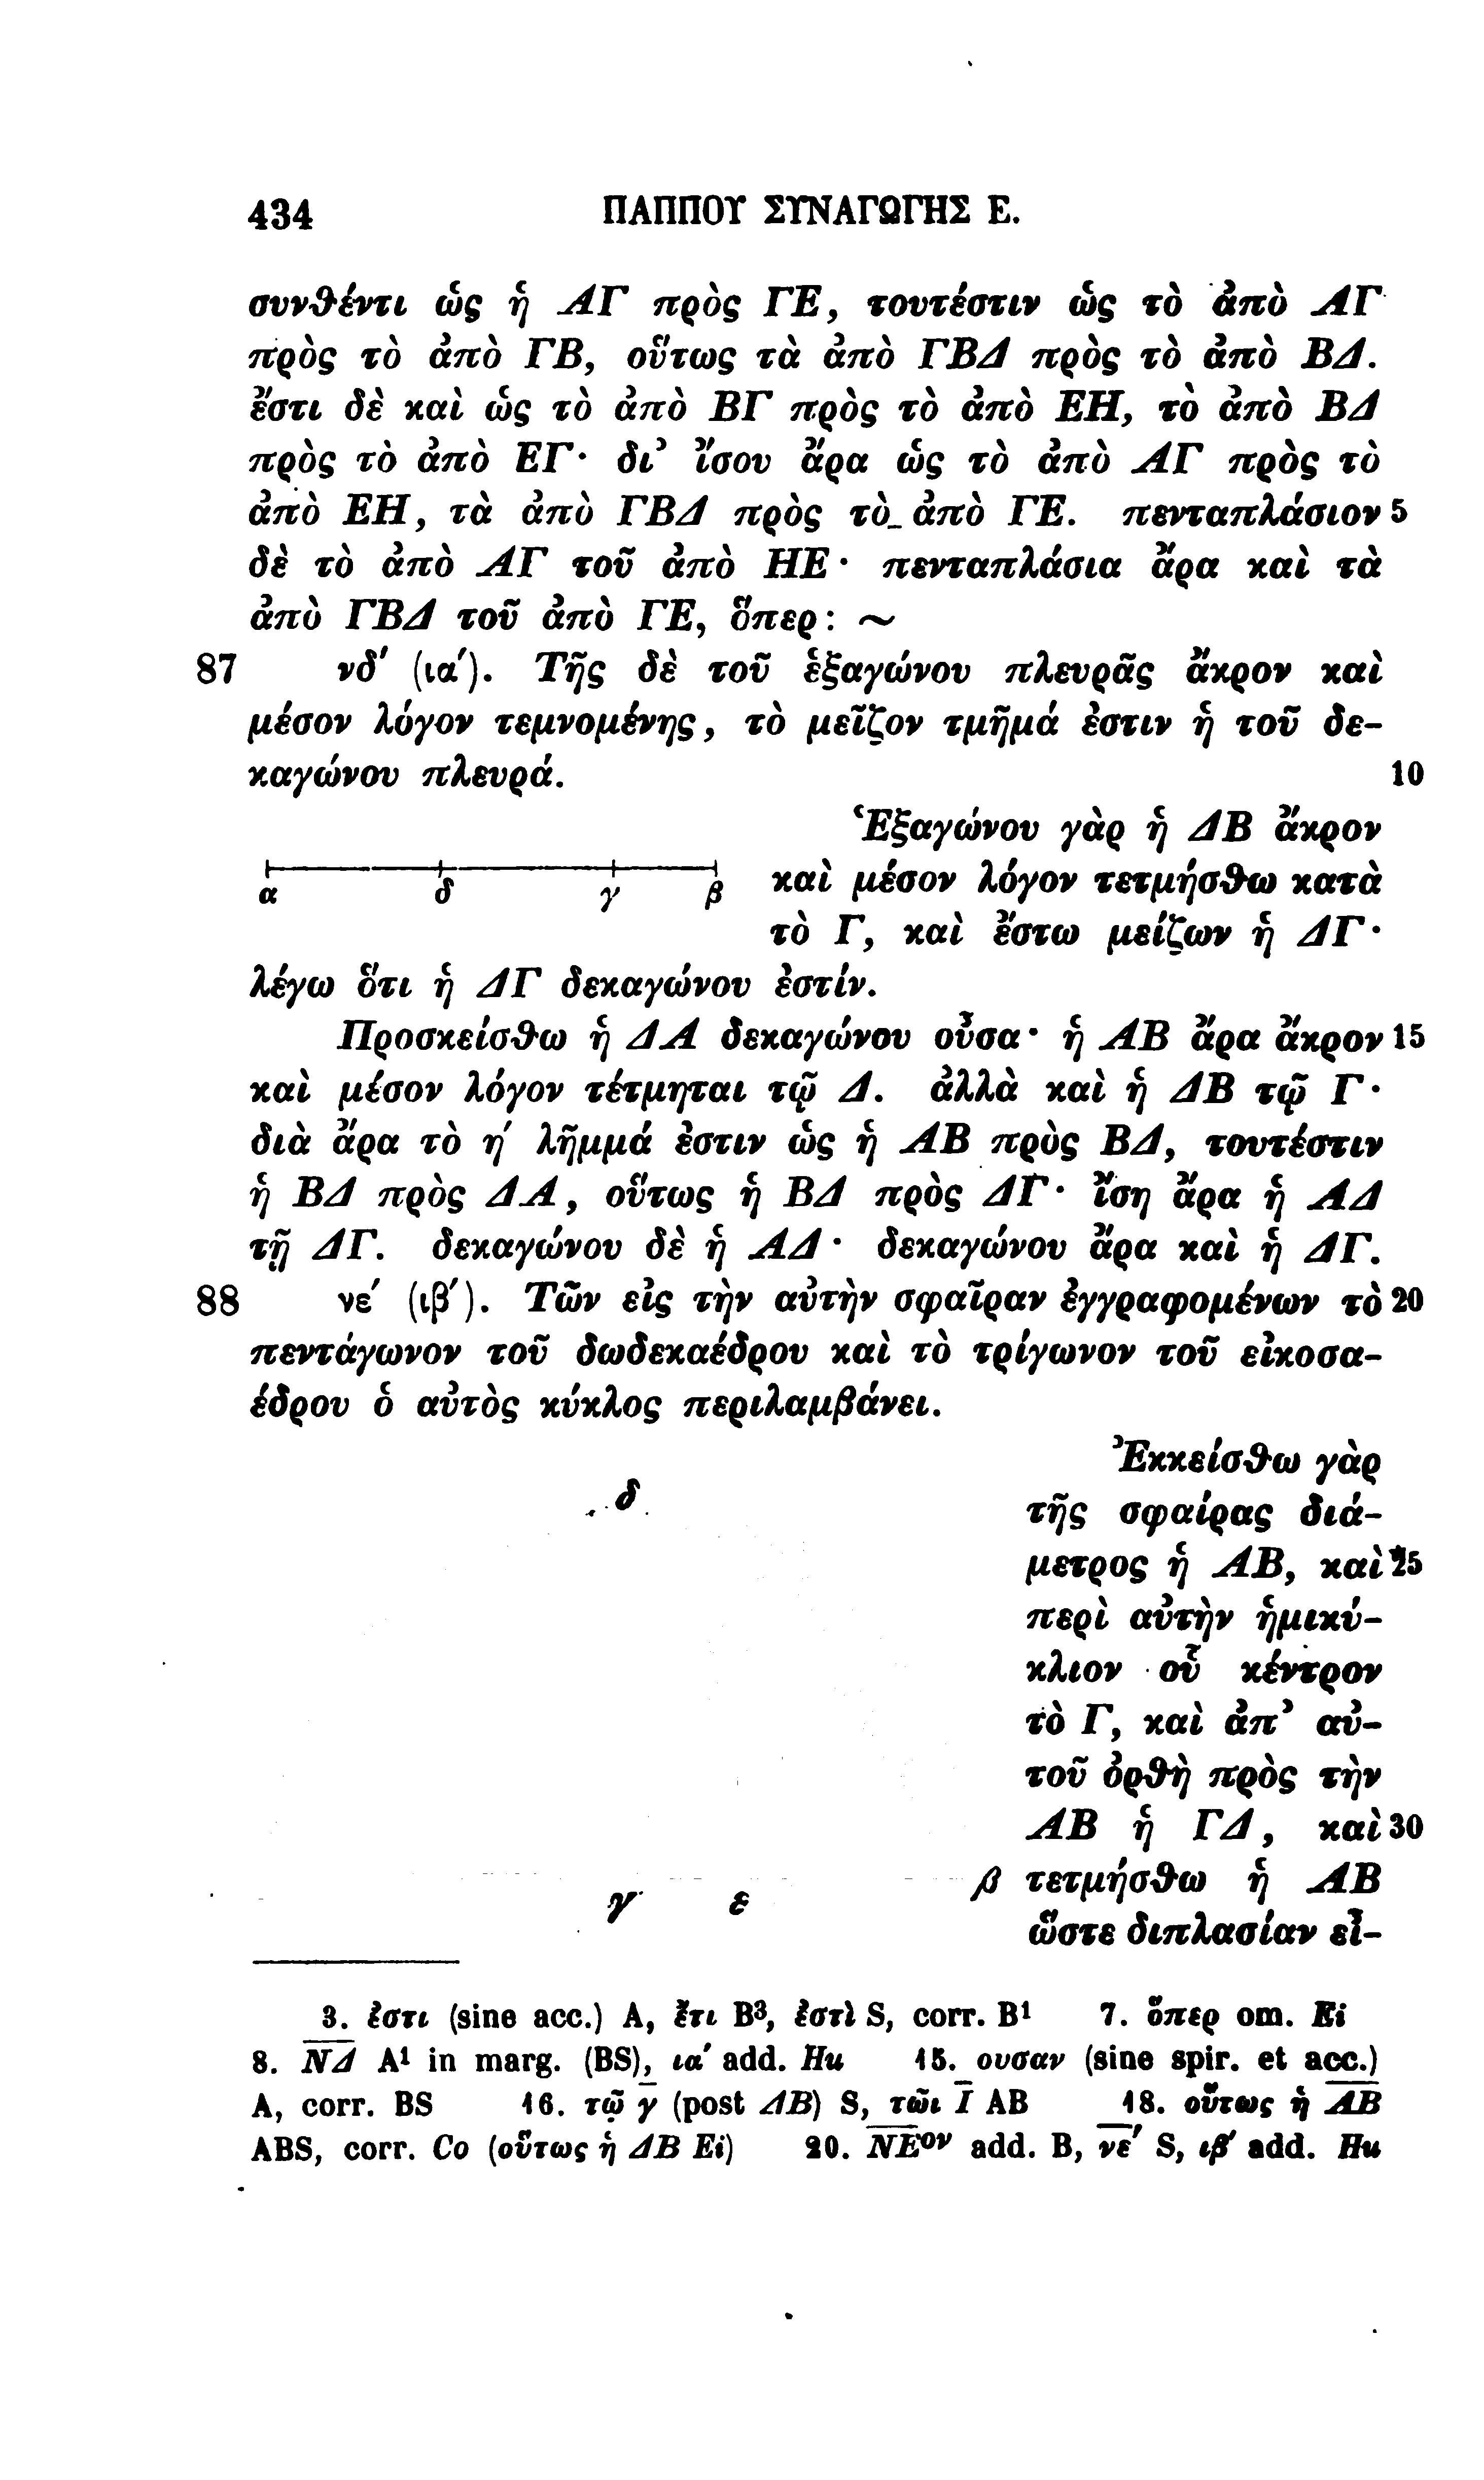 434 ΠΑΠΠΟΥ ΣΥΝΑΓΩΓΗΣ Ε.
συνθέντι ὡς ἡ ΑΓ πρὸς ΓΕ, τουτέστιν ὡς τὸ ἀπὸ ΑΓ
πρὸς τὸ ἀπὸ ΓΒ, οὕτως τὰ ἀπὸ ΓΒΔ πρὸς τὸ ἀπὸ ΒΔ.
ἔστι δὲ καὶ ὡς τὸ ἀπὸ ΒΓ πρὸς τὸ ἀπὸ ΕΗ, τὸ ἀπὸ ΒΔ
πρὸς τὸ ἀπὸ ΕΓ· δι’ ἴσου ἄρα ὡς τὸ ἀπὸ ΑΓ πρὸς τὸ
ἀπὸ ΕΗ, τὰ ἀπὸ ΓΒΔ πρὸς τὸ ἀπὸ ΓΕ. πενταπλάσιον 5
δὲ τὸ ἀπὸ ΑΓ τοῦ ἀπὸ ΗΕ· πενταπλάσια ἄρα καὶ τὰ
ἀπὸ ΓΒΔ τοῦ ἀπὸ ΓΕ, ὅπερ: ~
87 νδ′ (ια′). Τῆς δὲ τοῦ ἑξαγώνου πλευρᾶς ἄκρον καὶ
μέσον λόγον τεμνομένης, τὸ μεῖζον τμῆμά ἐστιν ἡ τοῦ δε-
καγώνου πλευρά. 10
Ἑξαγώνου γὰρ ἡ ΔΒ ἄκρον
α δ γ β
καὶ μέσον λόγον τετμήσθω κατὰ
τὸ Γ, καὶ ἔστω μείζων ἡ ΔΓ·
λέγω ὅτι ἡ ΔΓ δεκαγώνου ἐστίν.
Προσκείσθω ἡ ΔΑ δεκαγώνου οὖσα· ἡ ΑΒ ἄρα ἄκρον 15
καὶ μέσον λόγον τέτμηται τῷ Δ. ἀλλὰ καὶ ἡ ΔΒ τῷ Γ·
διὰ ἄρα τὸ η′ λῆμμά ἐστιν ὡς ἡ ΑΒ πρὸς ΒΔ, τουτέστιν
ἡ ΒΔ πρὸς ΔΑ, οὕτως ἡ ΒΔ πρὸς ΔΓ· ἴση ἄρα ἡ ΑΔ
τῇ ΔΓ. δεκαγώνου δὲ ἡ ΑΔ· δεκαγώνου ἄρα καὶ ἡ ΔΓ.
88 νε′ (ιβ′). Τῶν εἰς τὴν αὐτὴν σφαῖραν ἐγγραφομένων τὸ 20
πεντάγωνον τοῦ δωδεκαέδρου καὶ τὸ τρίγωνον τοῦ εἰκοσα-
έδρου ὁ αὐτὸς κύκλος περιλαμβάνει.
Ἐκκείσθω γὰρ
δ
τῆς σφαίρας διά-
μετρος ἡ ΑΒ, καὶ 25
περὶ αὐτὴν ἡμικύ-
κλιον οὗ κέντρον
τὸ Γ, καὶ ἀπ’ αὐ-
τοῦ ὀρθὴ πρὸς τὴν
ΑΒ ἡ ΓΔ, καὶ 30
τετμήσθω ἡ ΑΒ
γ ε β
ὥστε διπλασίαν εἶ-
3. ἐστι (sine acc.) A, ἔτι B³, ἐστὶ S, corr. B¹ 7. ὅπερ om. Ei
8. Ν̅Δ̅ A¹ in marg. (BS), ια′ add. Hu 15. ουσαν (sine spir. et acc.)
A, corr. BS 16. τῷ γ̅ (post ΔΒ) S, τῶι Ι̅ AB 18. οὕτως ἡ Δ̅Β̅
ABS, corr. Co (οὕτως ἡ ΔΒ Ei) 20. Ν̅Ε̅ον add. B, ν̅ε̅′ S, ιβ′ add. Hu